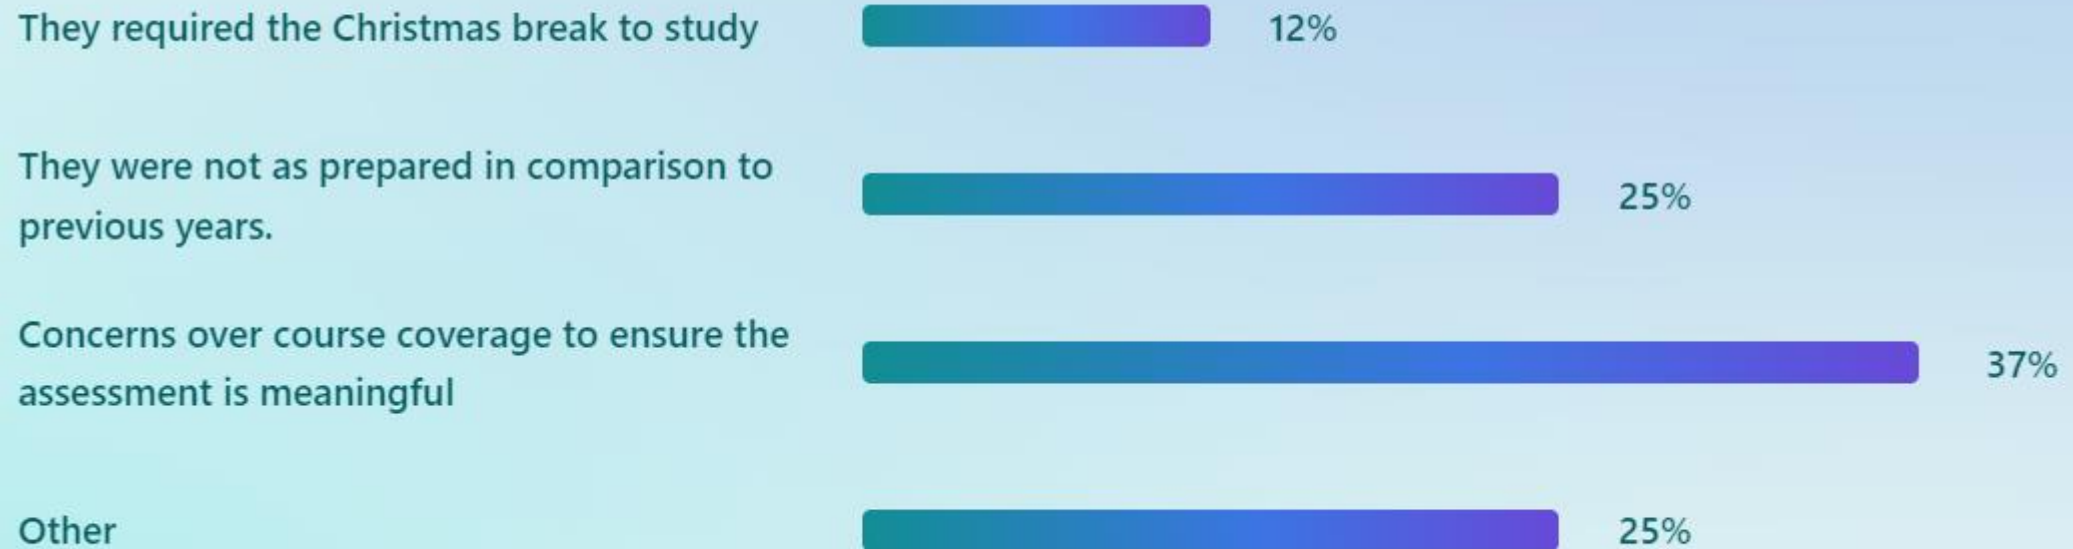 They required the Christmas break to study 12%
They were not as prepared in comparison to
previous years. 25%
Concerns over course coverage to ensure the
assessment is meaningful 37%
Other 25%